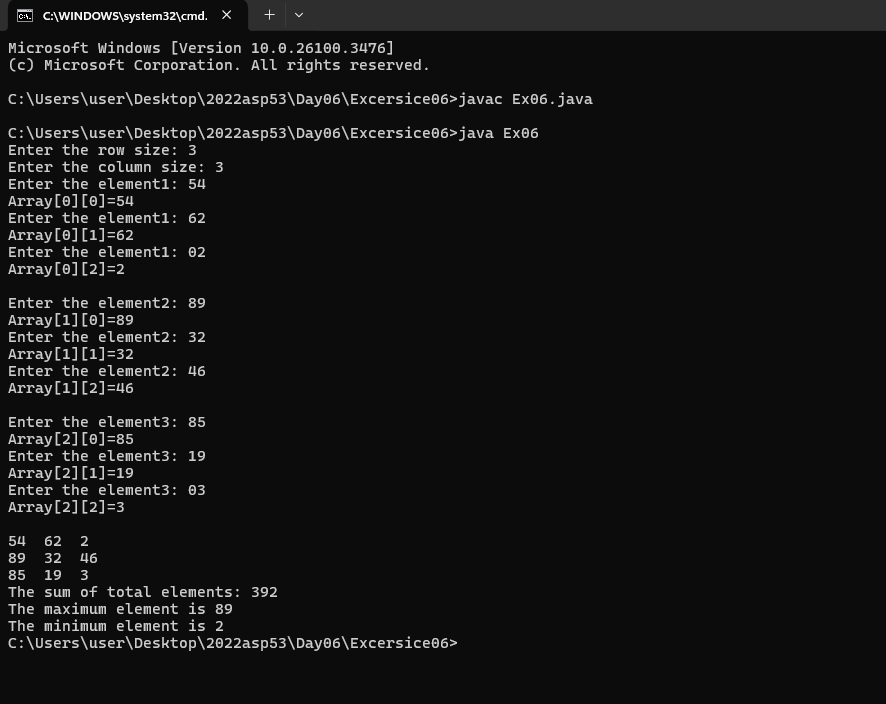 C:\WINDOWS\system32\cmd.
Microsoft Windows [Version 10.0.26100.3476]
(c) Microsoft Corporation. All rights reserved.
C:\Users\user\Desktop\2022asp53\Day06\Excersice06>javac Ex06.java
C:\Users\user\Desktop\2022asp53\Day06\Excersice06>java Ex06
Enter the row size: 3
Enter the column size: 3
Enter the element1: 54
Array[0][0]=54
Enter the element1: 62
Array[0][1]=62
Enter the element1: 02
Array[0][2]=2
Enter the element2: 89
Array[1][0]=89
Enter the element2: 32
Array[1][1]=32
Enter the element2: 46
Array[1][2]=46
Enter the element3: 85
Array[2][0]=85
Enter the element3: 19
Array[2][1]=19
Enter the element3: 03
Array[2][2]=3
54  62  2
89  32  46
85  19  3
The sum of total elements: 392
The maximum element is 89
The minimum element is 2
C:\Users\user\Desktop\2022asp53\Day06\Excersice06>